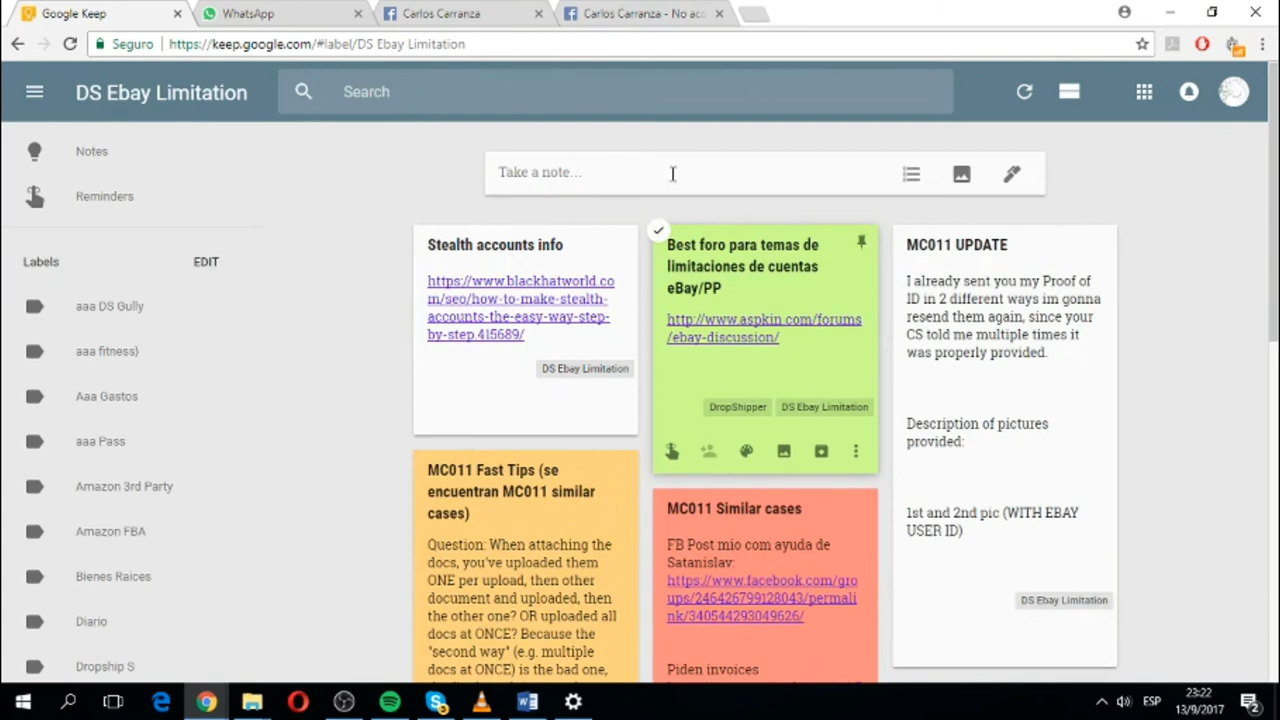 Google Keep
WhatsApp
Carlos Carranza
Carlos Carranza - No acc
Seguro
https://keep.google.com/#label/DS Ebay Limitation
DS Ebay Limitation
Search
Notes
Reminders
Labels
EDIT
aaa DS Gully
aaa fitness}
Aaa Gastos
aaa Pass
Amazon 3rd Party
Amazon FBA
Bienes Raices
Diario
Dropship S
Take a note...
Stealth accounts info
https://www.blackhatworld.co
m/seo/how-to-make-stealth-
accounts-the-easy-way-step-
by-step.415689/
DS Ebay Limitation
MC011 Fast Tips (se
encuentran MC011 similar
cases)
Question: When attaching the
docs, you've uploaded them
ONE per upload, then other
document and uploaded, then
the other one? OR uploaded all
docs at ONCE? Because the
"second way" (e.g. multiple
docs at ONCE) is the bad one,
Best foro para temas de
limitaciones de cuentas
eBay/PP
http://www.aspkin.com/forums
/ebay-discussion/
DropShipper
DS Ebay Limitation
MC011 Similar cases
FB Post mio com ayuda de
Satanislav:
https://www.facebook.com/gro
ups/246426799128043/permali
nk/340544293049626/
Piden invoices
MC011 UPDATE
I already sent you my Proof of
ID in 2 different ways im gonna
resend them again, since your
CS told me multiple times it
was properly provided.
Description of pictures
provided:
1st and 2nd pic (WITH EBAY
USER ID)
DS Ebay Limitation
ESP
23:22
13/9/2017
2